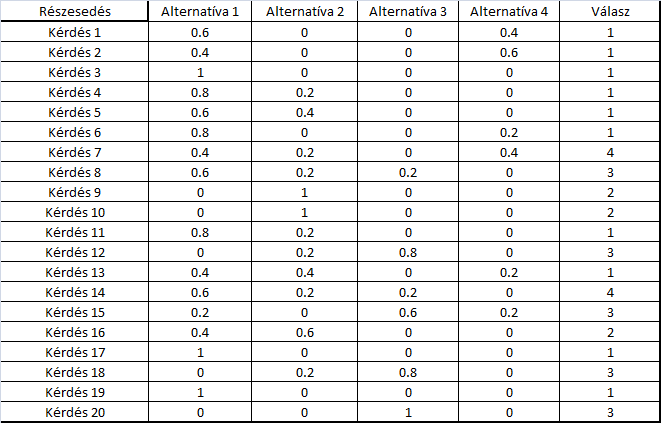 Részesedés Alternatíva 1 Alternatíva 2 Alternatíva 3 Alternatíva 4 Válasz
Kérdés 1 0.6 0 0 0.4 1
Kérdés 2 0.4 0 0 0.6 1
Kérdés 3 1 0 0 0 1
Kérdés 4 0.8 0.2 0 0 1
Kérdés 5 0.6 0.4 0 0 1
Kérdés 6 0.8 0 0 0.2 1
Kérdés 7 0.4 0.2 0 0.4 4
Kérdés 8 0.6 0.2 0.2 0 3
Kérdés 9 0 1 0 0 2
Kérdés 10 0 1 0 0 2
Kérdés 11 0.8 0.2 0 0 1
Kérdés 12 0 0.2 0.8 0 3
Kérdés 13 0.4 0.4 0 0.2 1
Kérdés 14 0.6 0.2 0.2 0 4
Kérdés 15 0.2 0 0.6 0.2 3
Kérdés 16 0.4 0.6 0 0 2
Kérdés 17 1 0 0 0 1
Kérdés 18 0 0.2 0.8 0 3
Kérdés 19 1 0 0 0 1
Kérdés 20 0 0 1 0 3